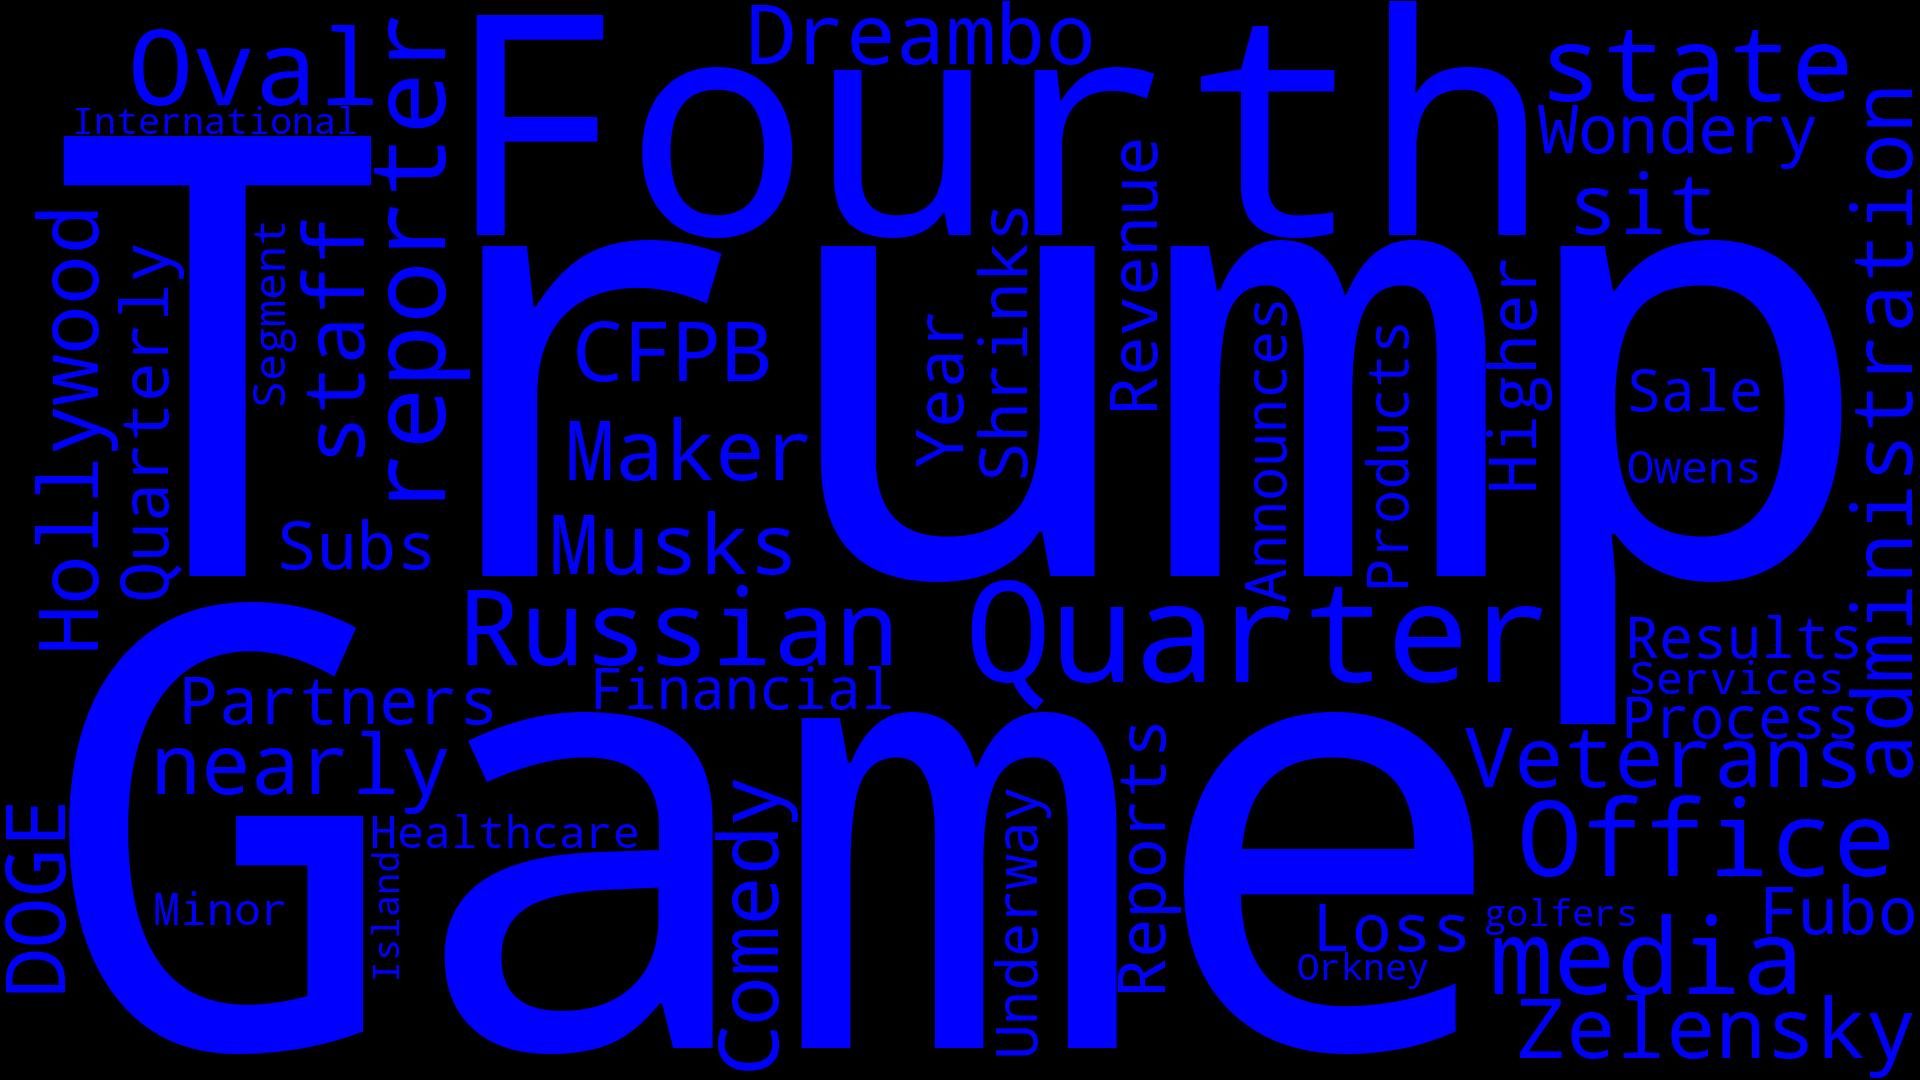 Dreambo
Oval
Fourth
state
International
Wondery
reporter
sit
administration
Trump
Hollywood
Quarterly
Segment
staff
CFPB
Year
Shrinks
Revenue
Announces
Products
Higher
Sale
Maker
Owens
Subs
Musks
Russian
Quarter
Results
Financial
Services
Partners
Process
nearly
Veterans
Game
DOGE
Healthcare
Comedy
Underway
Reports
Office
Minor
Island
Loss
golfers
Fubo
Orkney
media
Zelensky